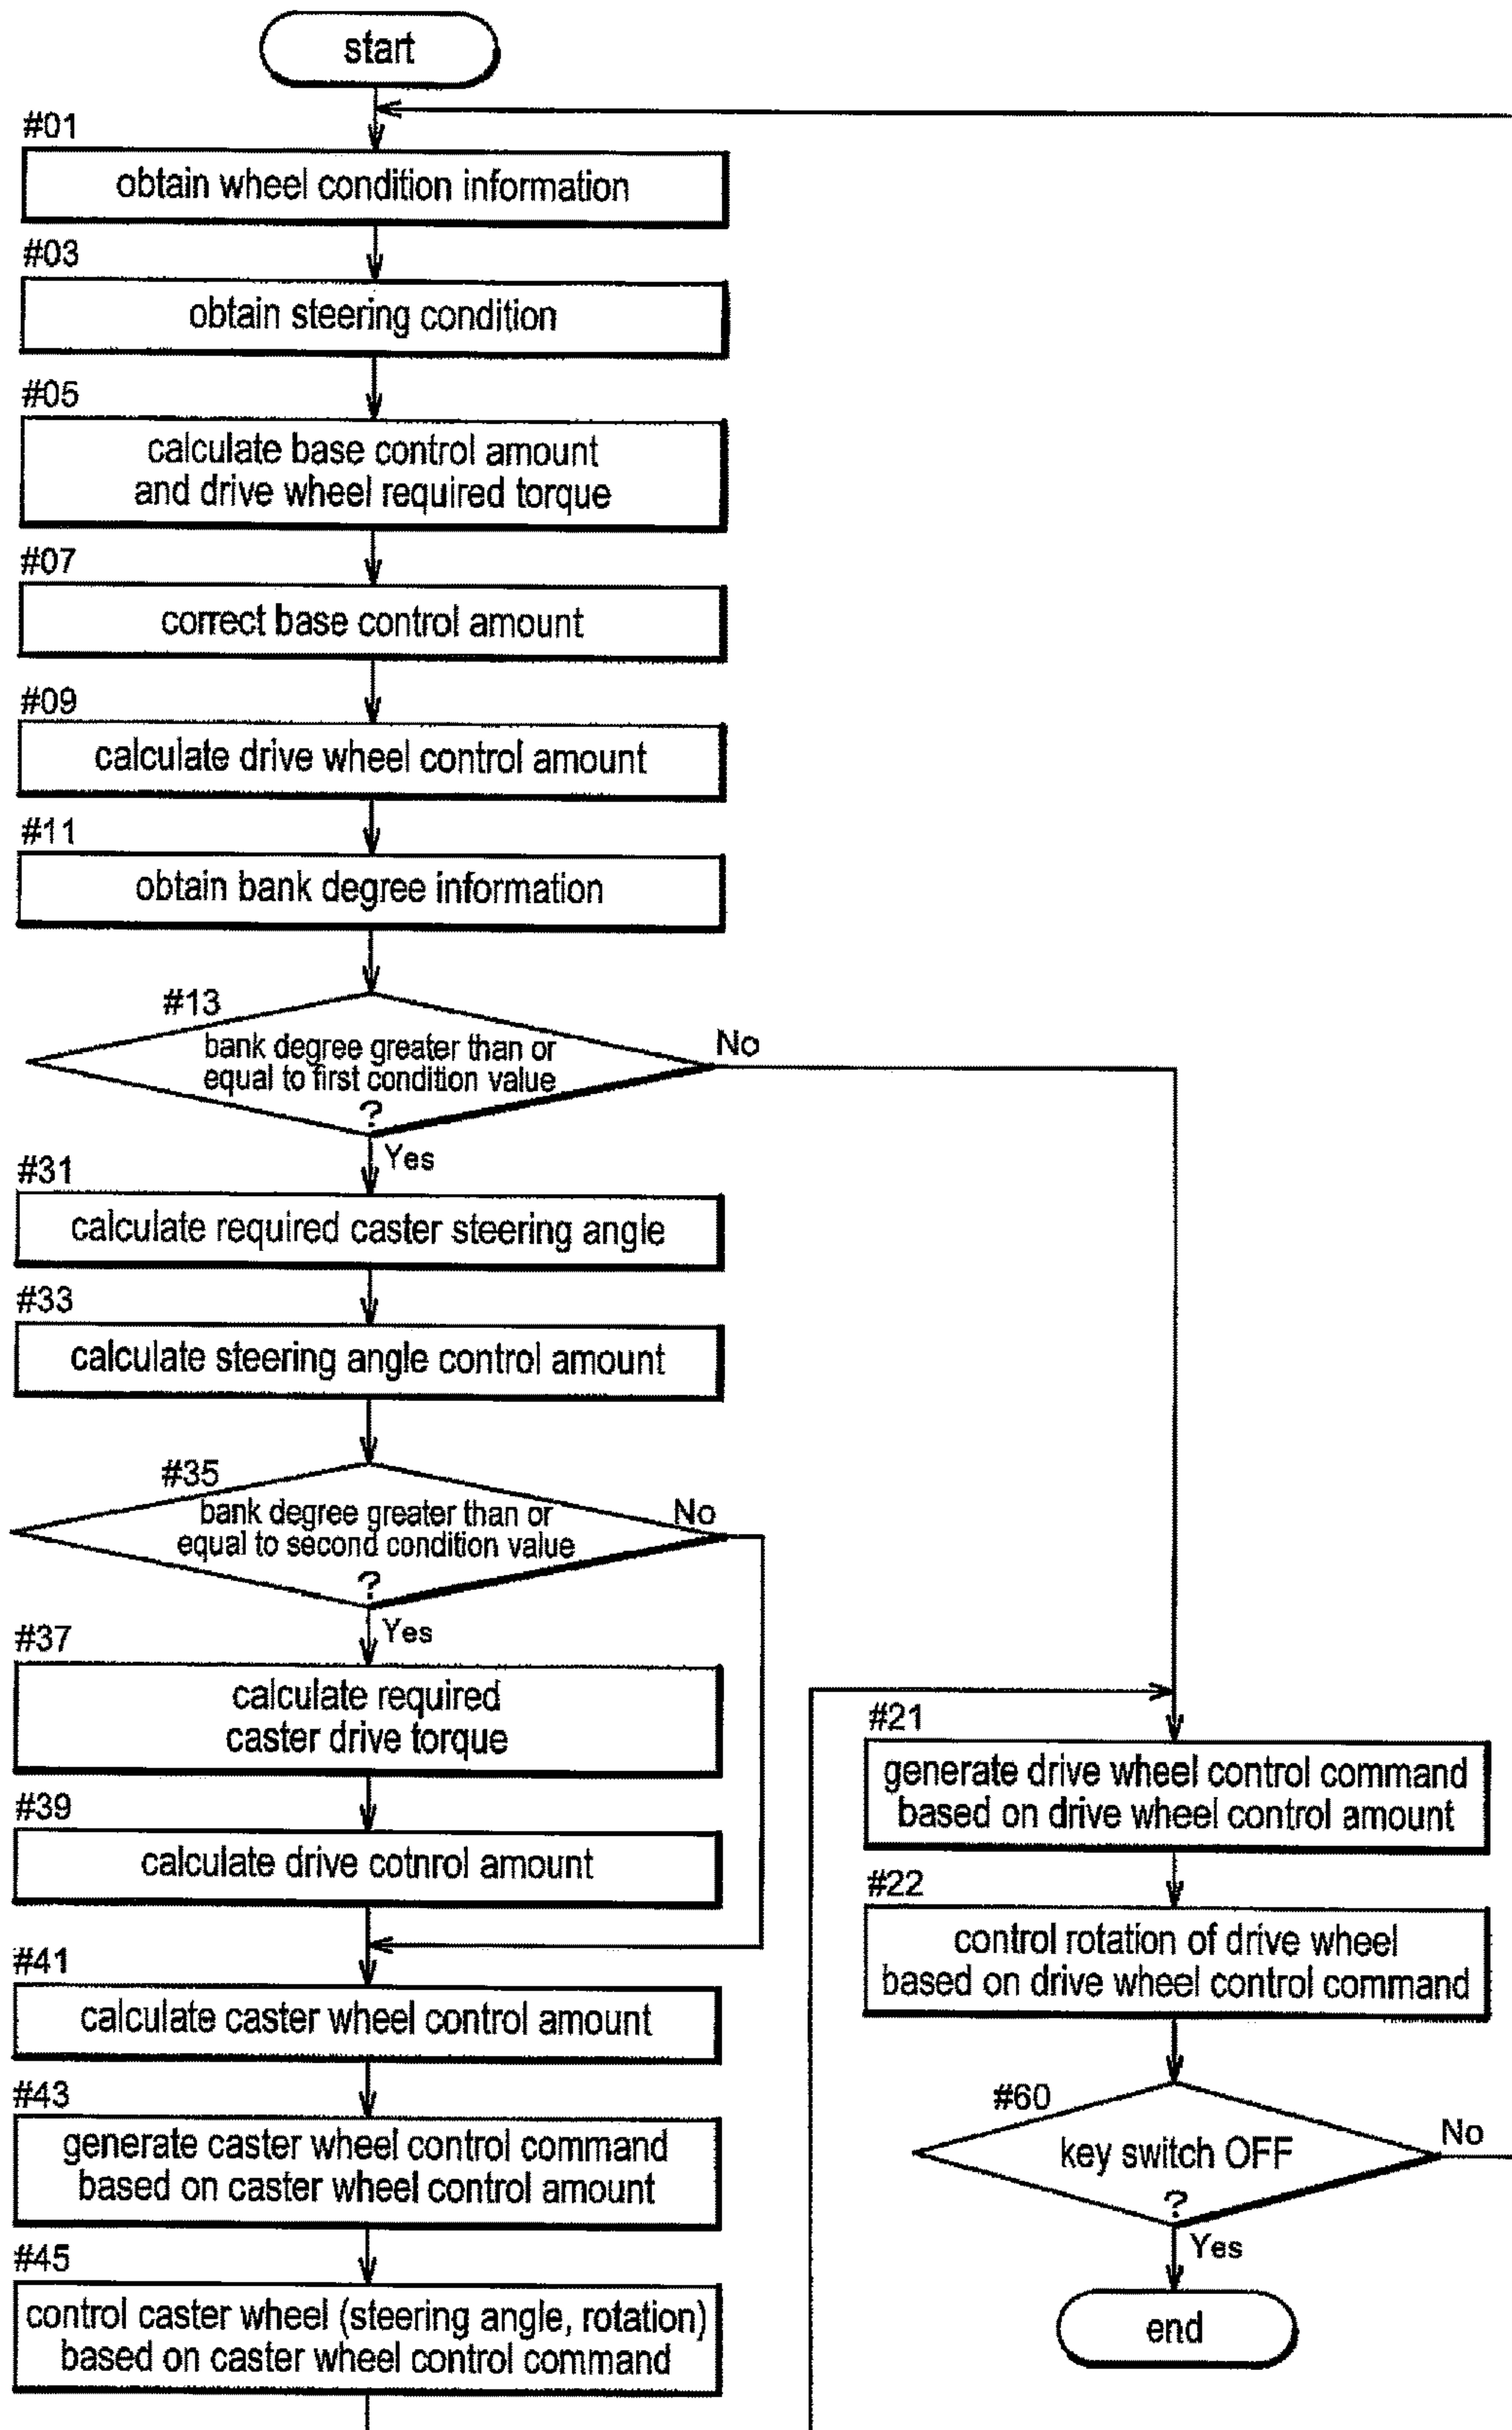 start
#01
obtain wheel condition information
#03
obtain steering condition
#05
calculate base control amount
and drive wheel required torque
#07
correct base control amount
#09
calculate drive wheel control amount
#11
obtain bank degree information
#13
bank degree greater than or
equal to first condition value
?
No
Yes
#31
calculate required caster steering angle
#33
calculate steering angle control amount
#35
bank degree greater than or
equal to second condition value
?
No
Yes
#37
calculate required
caster drive torque
#39
calculate drive cotnrol amount
#41
calculate caster wheel control amount
#43
generate caster wheel control command
based on caster wheel control amount
#45
control caster wheel (steering angle, rotation)
based on caster wheel control command
#21
generate drive wheel control command
based on drive wheel control amount
#22
control rotation of drive wheel
based on drive wheel control command
#60
key switch OFF
?
No
Yes
end